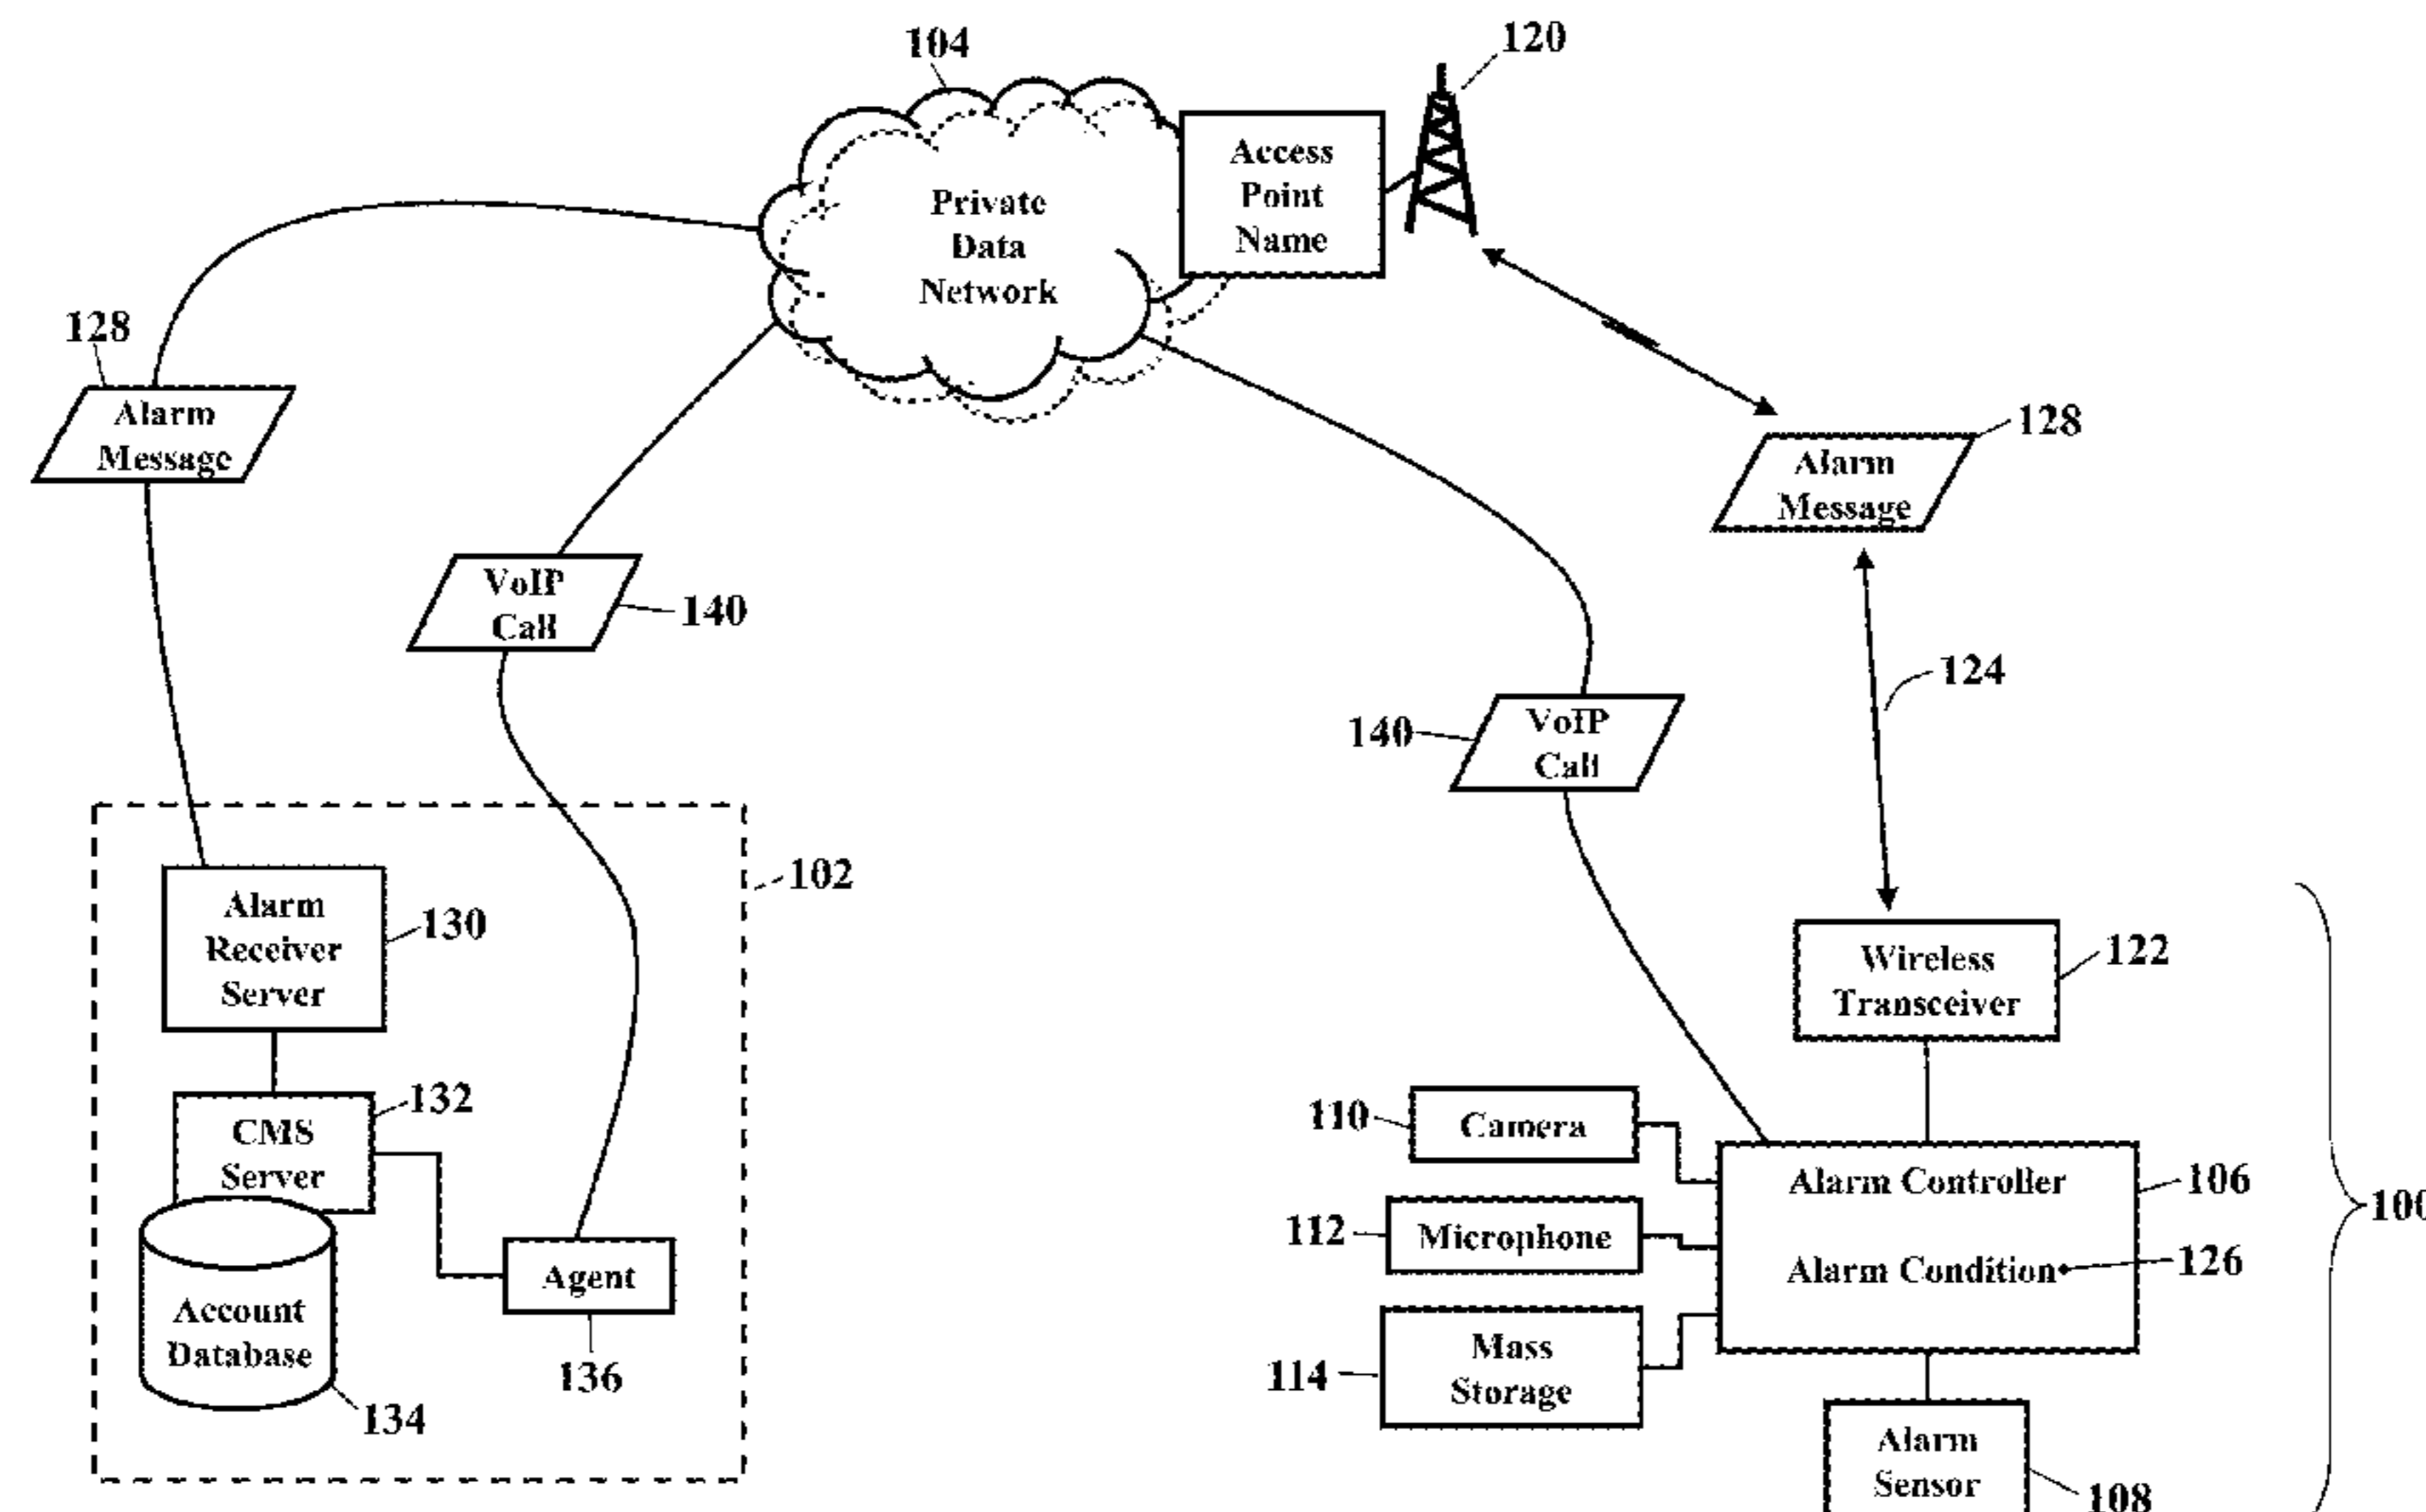 104
120
Access
Point
Name
Private
Data
Network
128
Alarm
Message
128
Alarm
Message
VoIP
Call
140
124
140
VoIP
Call
102
Alarm
Receiver
Server
130
Wireless
Transceiver
122
132
CMS
Server
110
Camera
Alarm Controller
106
100
112
Microphone
Alarm Condition
126
Agent
Account
Database
136
134
114
Mass
Storage
Alarm
Sensor
108